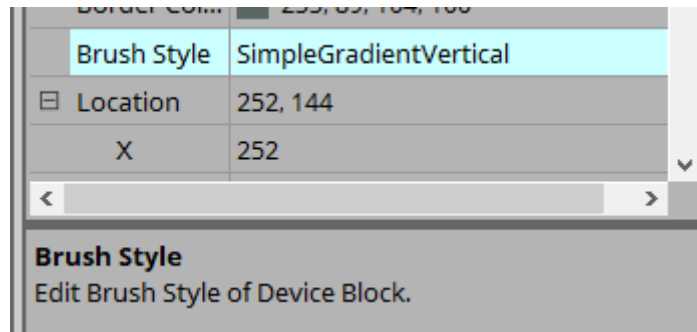 Brush Style SimpleGradientVertical
Location 252, 144
X 252
Brush Style
Edit Brush Style of Device Block.